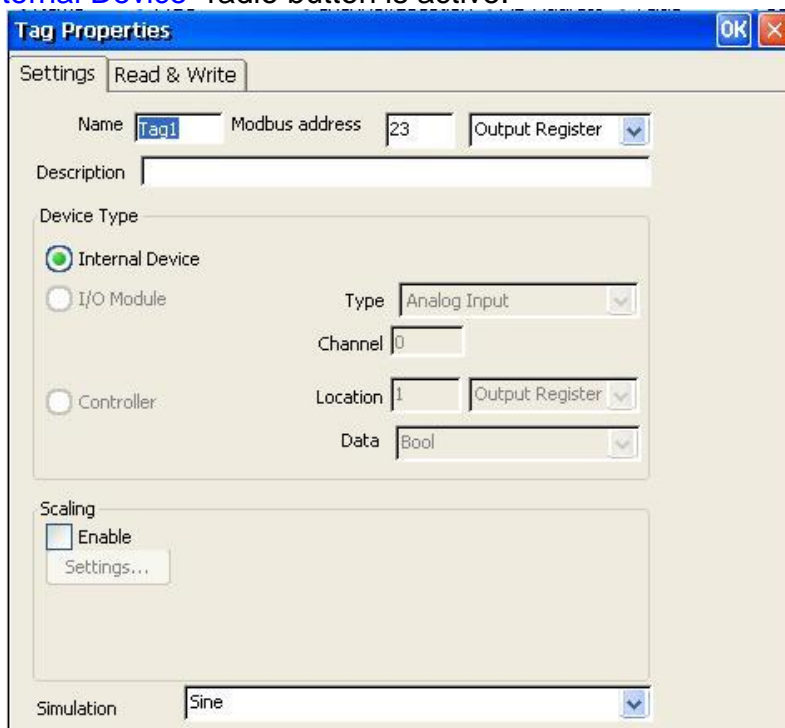 ternal Device" radio button is active.
Tag Properties OK
Settings Read & Write
Name Tag1 Modbus address 23 Output Register
Description
Device Type
Internal Device
I/O Module Type Analog Input
Channel 0
Controller Location 1 Output Register
Data Bool
Scaling
Enable
Settings...
Simulation Sine